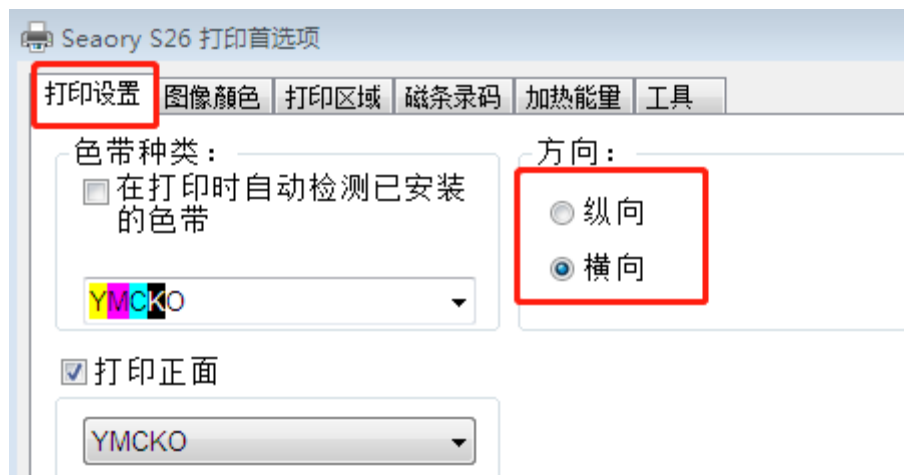 Seaory S26 打印首选项
打印设置 图像颜色 打印区域 磁条录码 加热能量 工具
色带种类：
在打印时自动检测已安装
的色带
YMCKO
方向：
纵向
横向
打印正面
YMCKO